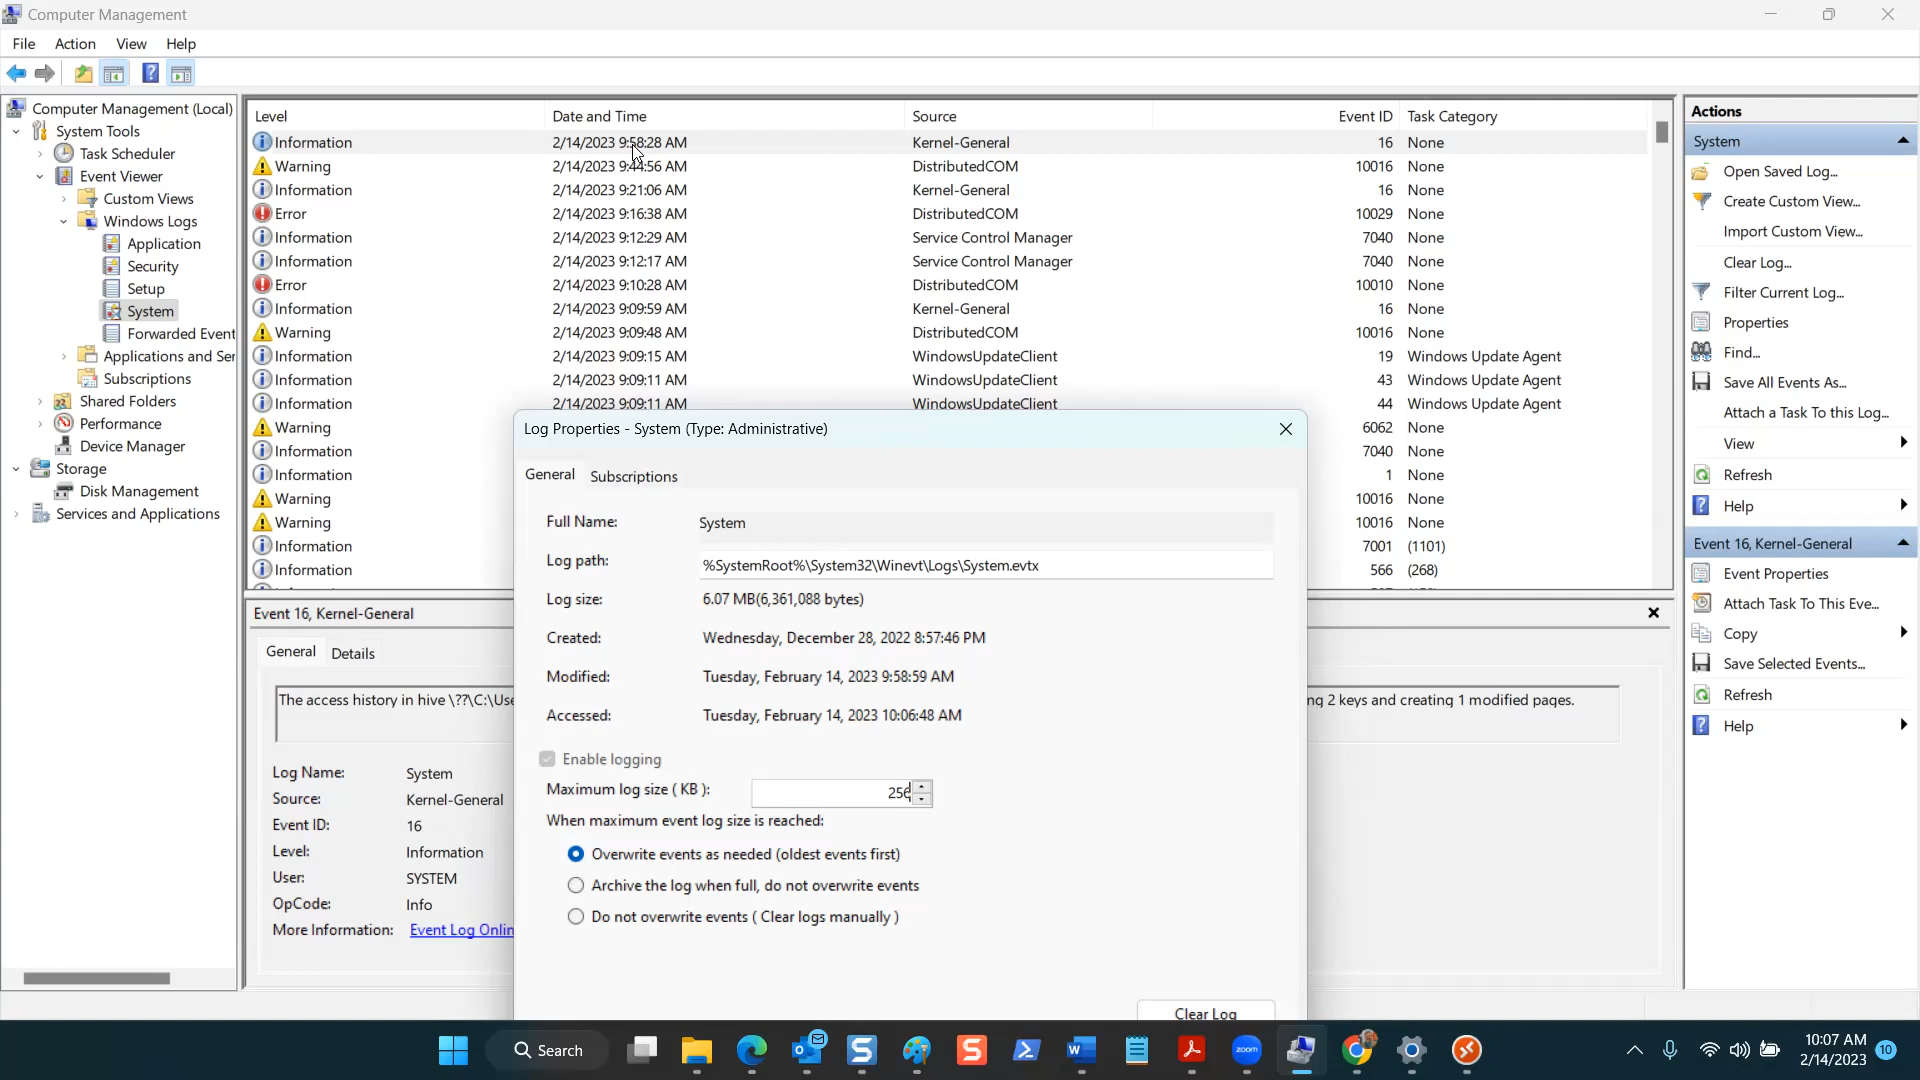 Computer Management
File Action View Help
Computer Management (Local)
System Tools
Task Scheduler
Event Viewer
Custom Views
Windows Logs
Application
Security
Setup
System
Forwarded Event
Applications and Ser
Subscriptions
Shared Folders
Performance
Device Manager
Storage
Disk Management
Services and Applications
Level Date and Time Source Event ID Task Category
Information 2/14/2023 9:58:28 AM Kernel-General 16 None
Warning 2/14/2023 9:44:56 AM DistributedCOM 10016 None
Information 2/14/2023 9:21:06 AM Kernel-General 16 None
Error 2/14/2023 9:16:38 AM DistributedCOM 10029 None
Information 2/14/2023 9:12:29 AM Service Control Manager 7040 None
Information 2/14/2023 9:12:17 AM Service Control Manager 7040 None
Error 2/14/2023 9:10:28 AM DistributedCOM 10010 None
Information 2/14/2023 9:09:59 AM Kernel-General 16 None
Warning 2/14/2023 9:09:48 AM DistributedCOM 10016 None
Information 2/14/2023 9:09:15 AM WindowsUpdateClient 19 Windows Update Agent
Information 2/14/2023 9:09:11 AM WindowsUpdateClient 43 Windows Update Agent
Information 2/14/2023 9:09:11 AM WindowsUpdateClient 44 Windows Update Agent
Warning 6062 None
Information 7040 None
Information 1 None
Warning 10016 None
Warning 10016 None
Information 7001 (1101)
Information 566 (268)
Event 16, Kernel-General
General Details
The access history in hive \??\C:\Use
ng 2 keys and creating 1 modified pages.
Log Name: System
Source: Kernel-General
Event ID: 16
Level: Information
User: SYSTEM
OpCode: Info
More Information: Event Log Onlin
Log Properties - System (Type: Administrative)
General Subscriptions
Full Name: System
Log path: %SystemRoot%\System32\Winevt\Logs\System.evtx
Log size: 6.07 MB(6,361,088 bytes)
Created: Wednesday, December 28, 2022 8:57:46 PM
Modified: Tuesday, February 14, 2023 9:58:59 AM
Accessed: Tuesday, February 14, 2023 10:06:48 AM
Enable logging
Maximum log size ( KB ): 256
When maximum event log size is reached:
Overwrite events as needed (oldest events first)
Archive the log when full, do not overwrite events
Do not overwrite events ( Clear logs manually )
Clear Log
Actions
System
Open Saved Log...
Create Custom View...
Import Custom View...
Clear Log...
Filter Current Log...
Properties
Find...
Save All Events As...
Attach a Task To this Log...
View
Refresh
Help
Event 16, Kernel-General
Event Properties
Attach Task To This Eve...
Copy
Save Selected Events...
Refresh
Help
Search
zoom
10:07 AM
2/14/2023
10